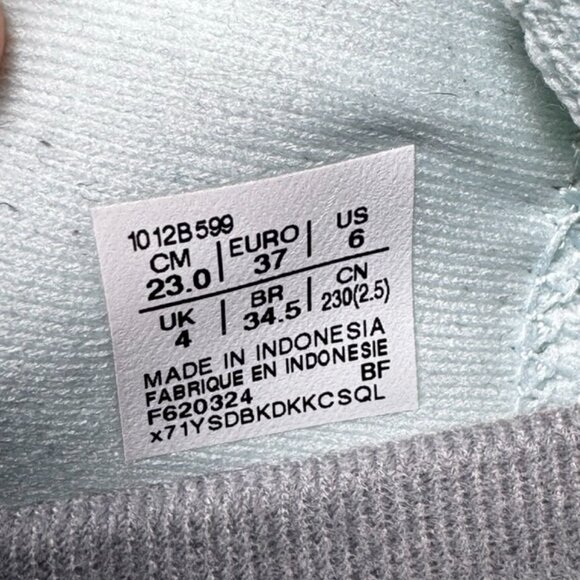 1012B599
CM | EURO | US
23.0 | 37 | 6
UK | BR | CN
4 | 34.5 | 230(2.5)
MADE IN INDONESIA
FABRIQUE EN INDONESIE
F620324 BF
x71YSDBKDKKCSQL